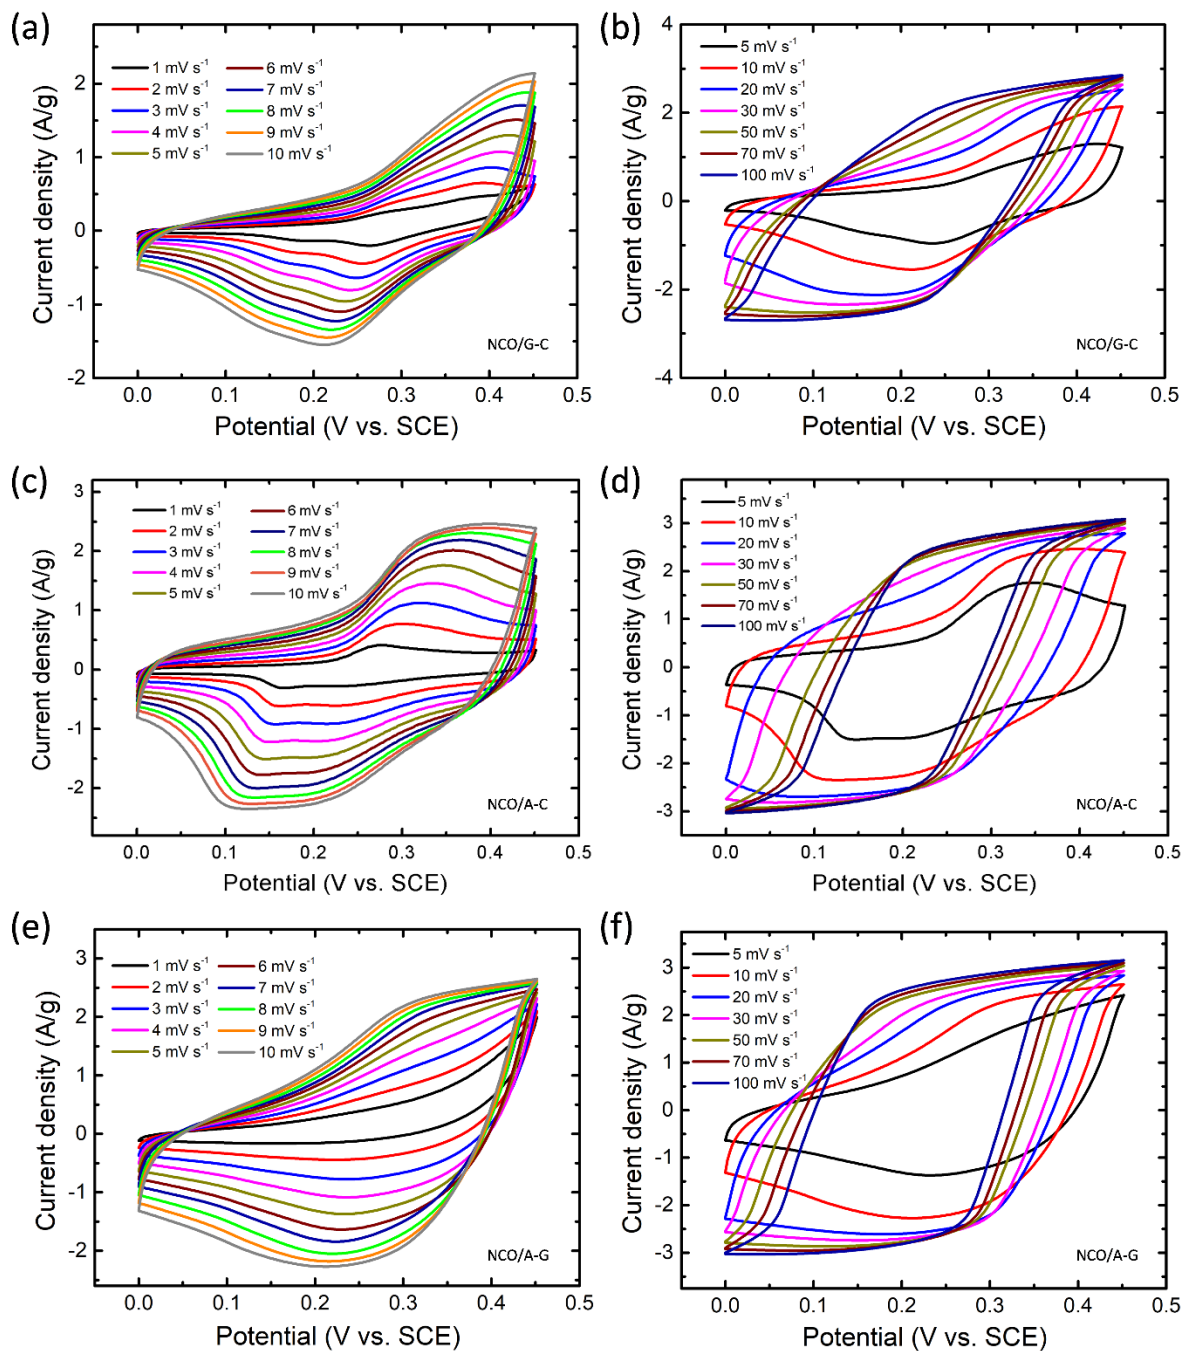 (a)
Current density (A/g)
2
1
0
-1
-2
1 mV s⁻¹
2 mV s⁻¹
3 mV s⁻¹
4 mV s⁻¹
5 mV s⁻¹
6 mV s⁻¹
7 mV s⁻¹
8 mV s⁻¹
9 mV s⁻¹
10 mV s⁻¹
NCO/G-C
0.0 0.1 0.2 0.3 0.4 0.5
Potential (V vs. SCE)
(b)
Current density (A/g)
4
2
0
-2
-4
5 mV s⁻¹
10 mV s⁻¹
20 mV s⁻¹
30 mV s⁻¹
50 mV s⁻¹
70 mV s⁻¹
100 mV s⁻¹
NCO/G-C
0.0 0.1 0.2 0.3 0.4 0.5
Potential (V vs. SCE)
(c)
Current density (A/g)
3
2
1
0
-1
-2
1 mV s⁻¹
2 mV s⁻¹
3 mV s⁻¹
4 mV s⁻¹
5 mV s⁻¹
6 mV s⁻¹
7 mV s⁻¹
8 mV s⁻¹
9 mV s⁻¹
10 mV s⁻¹
NCO/A-C
0.0 0.1 0.2 0.3 0.4 0.5
Potential (V vs. SCE)
(d)
Current density (A/g)
3
2
1
0
-1
-2
-3
5 mV s⁻¹
10 mV s⁻¹
20 mV s⁻¹
30 mV s⁻¹
50 mV s⁻¹
70 mV s⁻¹
100 mV s⁻¹
NCO/A-C
0.0 0.1 0.2 0.3 0.4 0.5
Potential (V vs. SCE)
(e)
Current density (A/g)
3
2
1
0
-1
-2
1 mV s⁻¹
2 mV s⁻¹
3 mV s⁻¹
4 mV s⁻¹
5 mV s⁻¹
6 mV s⁻¹
7 mV s⁻¹
8 mV s⁻¹
9 mV s⁻¹
10 mV s⁻¹
NCO/A-G
0.0 0.1 0.2 0.3 0.4 0.5
Potential (V vs. SCE)
(f)
Current density (A/g)
3
2
1
0
-1
-2
-3
5 mV s⁻¹
10 mV s⁻¹
20 mV s⁻¹
30 mV s⁻¹
50 mV s⁻¹
70 mV s⁻¹
100 mV s⁻¹
NCO/A-G
0.0 0.1 0.2 0.3 0.4 0.5
Potential (V vs. SCE)